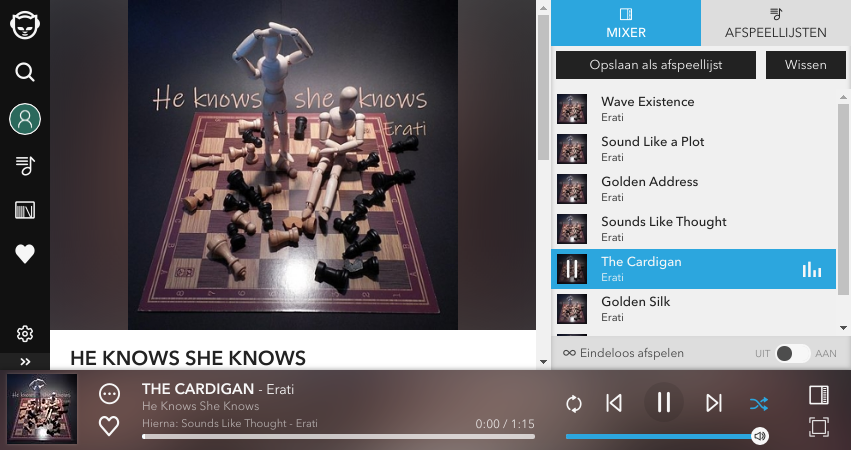 He knows she knows
Erati
HE KNOWS SHE KNOWS
MIXER
AFSPEELLIJSTEN
Opslaan als afspeellijst
Wissen
Wave Existence
Erati
Sound Like a Plot
Erati
Golden Address
Erati
Sounds Like Thought
Erati
The Cardigan
Erati
Golden Silk
Erati
Eindeloos afspelen
UIT
AAN
THE CARDIGAN - Erati
He Knows She Knows
Hierna: Sounds Like Thought - Erati
0:00 / 1:15